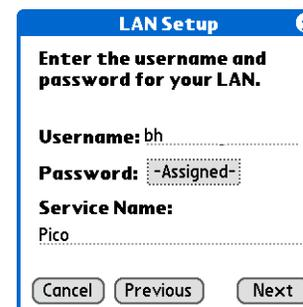 LAN Setup
Enter the username and
password for your LAN.
Username: bh
Password: -Assigned-
Service Name:
Pico
Cancel Previous Next